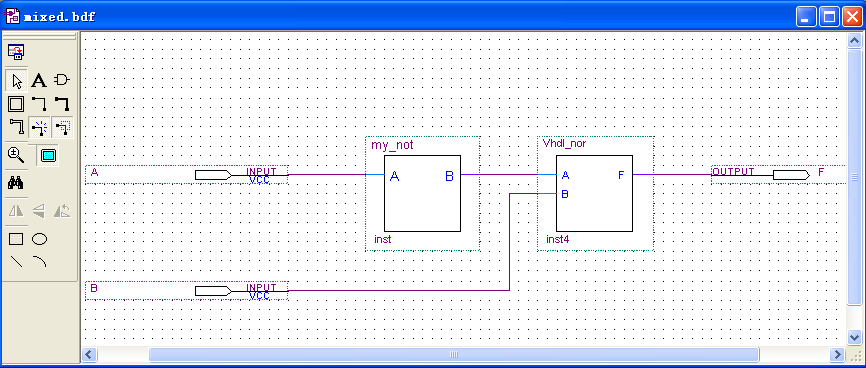 mixed.bdf
A
my_not
Vhdl_nor
A
INPUT
VCC
A
B
A
B
F
OUTPUT
F
inst
inst4
B
INPUT
VCC